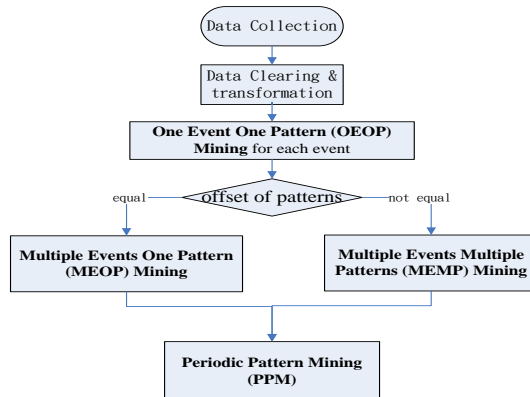 Data Collection
Data Clearing &
transformation
One Event One Pattern (OEOP)
Mining for each event
offset of patterns
equal
not equal
Multiple Events One Pattern
(MEOP) Mining
Multiple Events Multiple
Patterns (MEMP) Mining
Periodic Pattern Mining
(PPM)